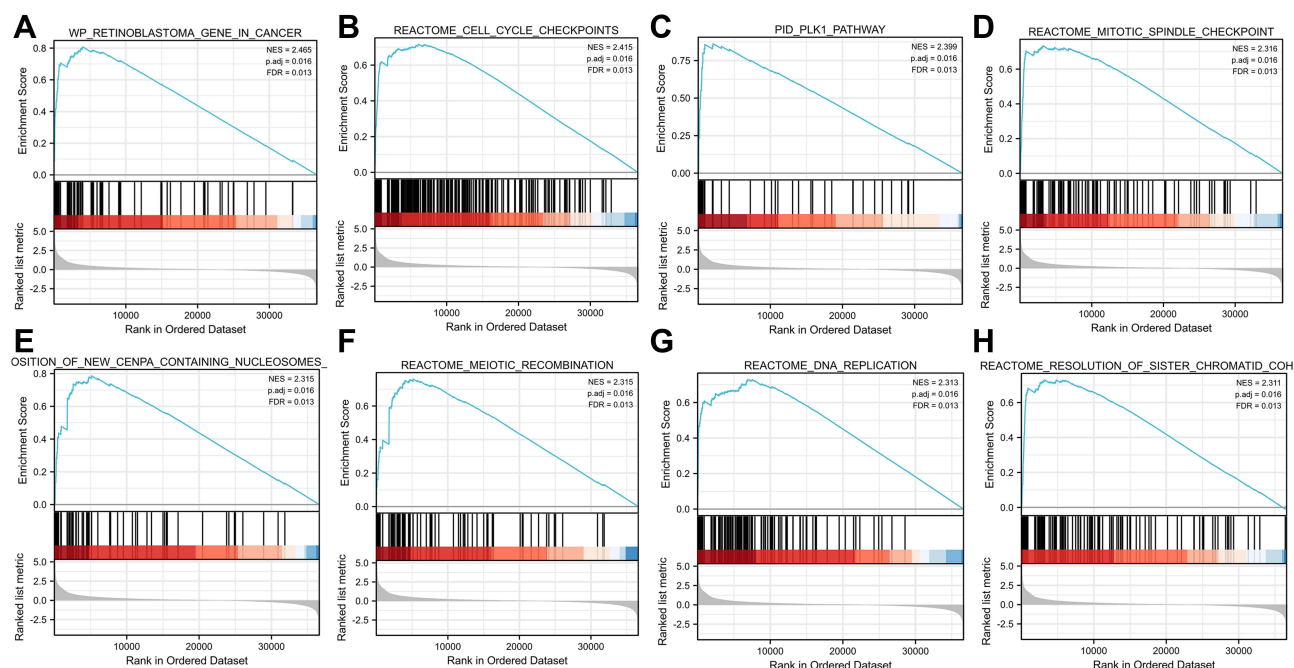 A
WP_RETINOBLASTOMA_GENE_IN_CANCER
NES = 2.465
p.adj = 0.016
FDR = 0.013
Enrichment Score
0.8
0.6
0.4
0.2
0.0
Ranked list metric
5.0
2.5
0.0
-2.5
10000 20000 30000
Rank in Ordered Dataset
B
REACTOME_CELL_CYCLE_CHECKPOINTS
NES = 2.415
p.adj = 0.016
FDR = 0.013
Enrichment Score
0.6
0.4
0.2
0.0
Ranked list metric
5.0
2.5
0.0
-2.5
10000 20000 30000
Rank in Ordered Dataset
C
PID_PLK1_PATHWAY
NES = 2.399
p.adj = 0.016
FDR = 0.013
Enrichment Score
0.75
0.50
0.25
0.00
Ranked list metric
5.0
2.5
0.0
-2.5
10000 20000 30000
Rank in Ordered Dataset
D
REACTOME_MITOTIC_SPINDLE_CHECKPOINT
NES = 2.316
p.adj = 0.016
FDR = 0.013
Enrichment Score
0.6
0.4
0.2
0.0
Ranked list metric
5.0
2.5
0.0
-2.5
10000 20000 30000
Rank in Ordered Dataset
E
OSITION_OF_NEW_CENPA_CONTAINING_NUCLEOSOMES_
NES = 2.315
p.adj = 0.016
FDR = 0.013
Enrichment Score
0.8
0.6
0.4
0.2
0.0
Ranked list metric
5.0
2.5
0.0
-2.5
10000 20000 30000
Rank in Ordered Dataset
F
REACTOME_MEIOTIC_RECOMBINATION
NES = 2.315
p.adj = 0.016
FDR = 0.013
Enrichment Score
0.6
0.4
0.2
0.0
Ranked list metric
5.0
2.5
0.0
-2.5
10000 20000 30000
Rank in Ordered Dataset
G
REACTOME_DNA_REPLICATION
NES = 2.313
p.adj = 0.016
FDR = 0.013
Enrichment Score
0.6
0.4
0.2
0.0
Ranked list metric
5.0
2.5
0.0
-2.5
10000 20000 30000
Rank in Ordered Dataset
H
REACTOME_RESOLUTION_OF_SISTER_CHROMATID_COH
NES = 2.311
p.adj = 0.016
FDR = 0.013
Enrichment Score
0.6
0.4
0.2
0.0
Ranked list metric
5.0
2.5
0.0
-2.5
10000 20000 30000
Rank in Ordered Dataset